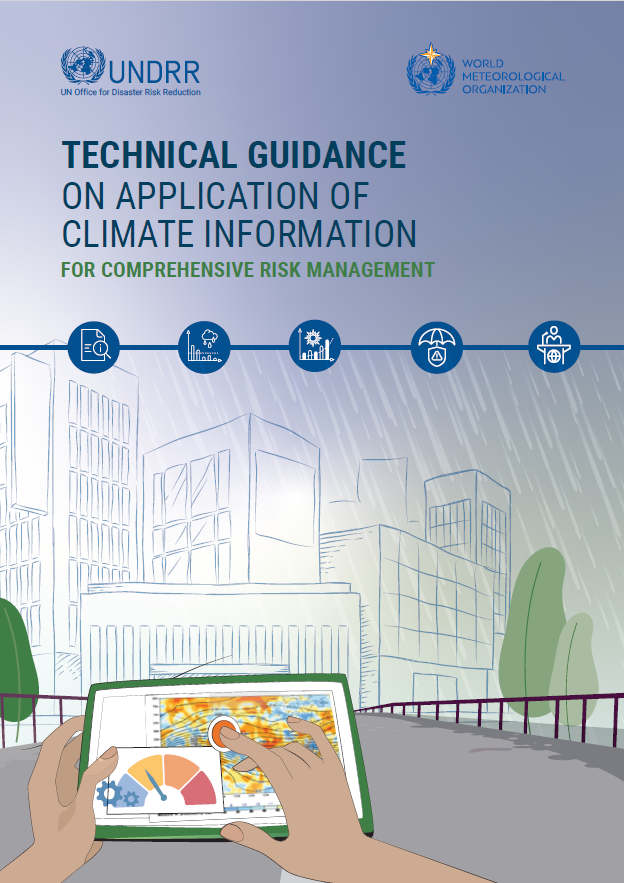 UNDRR
UN Office for Disaster Risk Reduction
WORLD
METEOROLOGICAL
ORGANIZATION
TECHNICAL GUIDANCE
ON APPLICATION OF
CLIMATE INFORMATION
FOR COMPREHENSIVE RISK MANAGEMENT